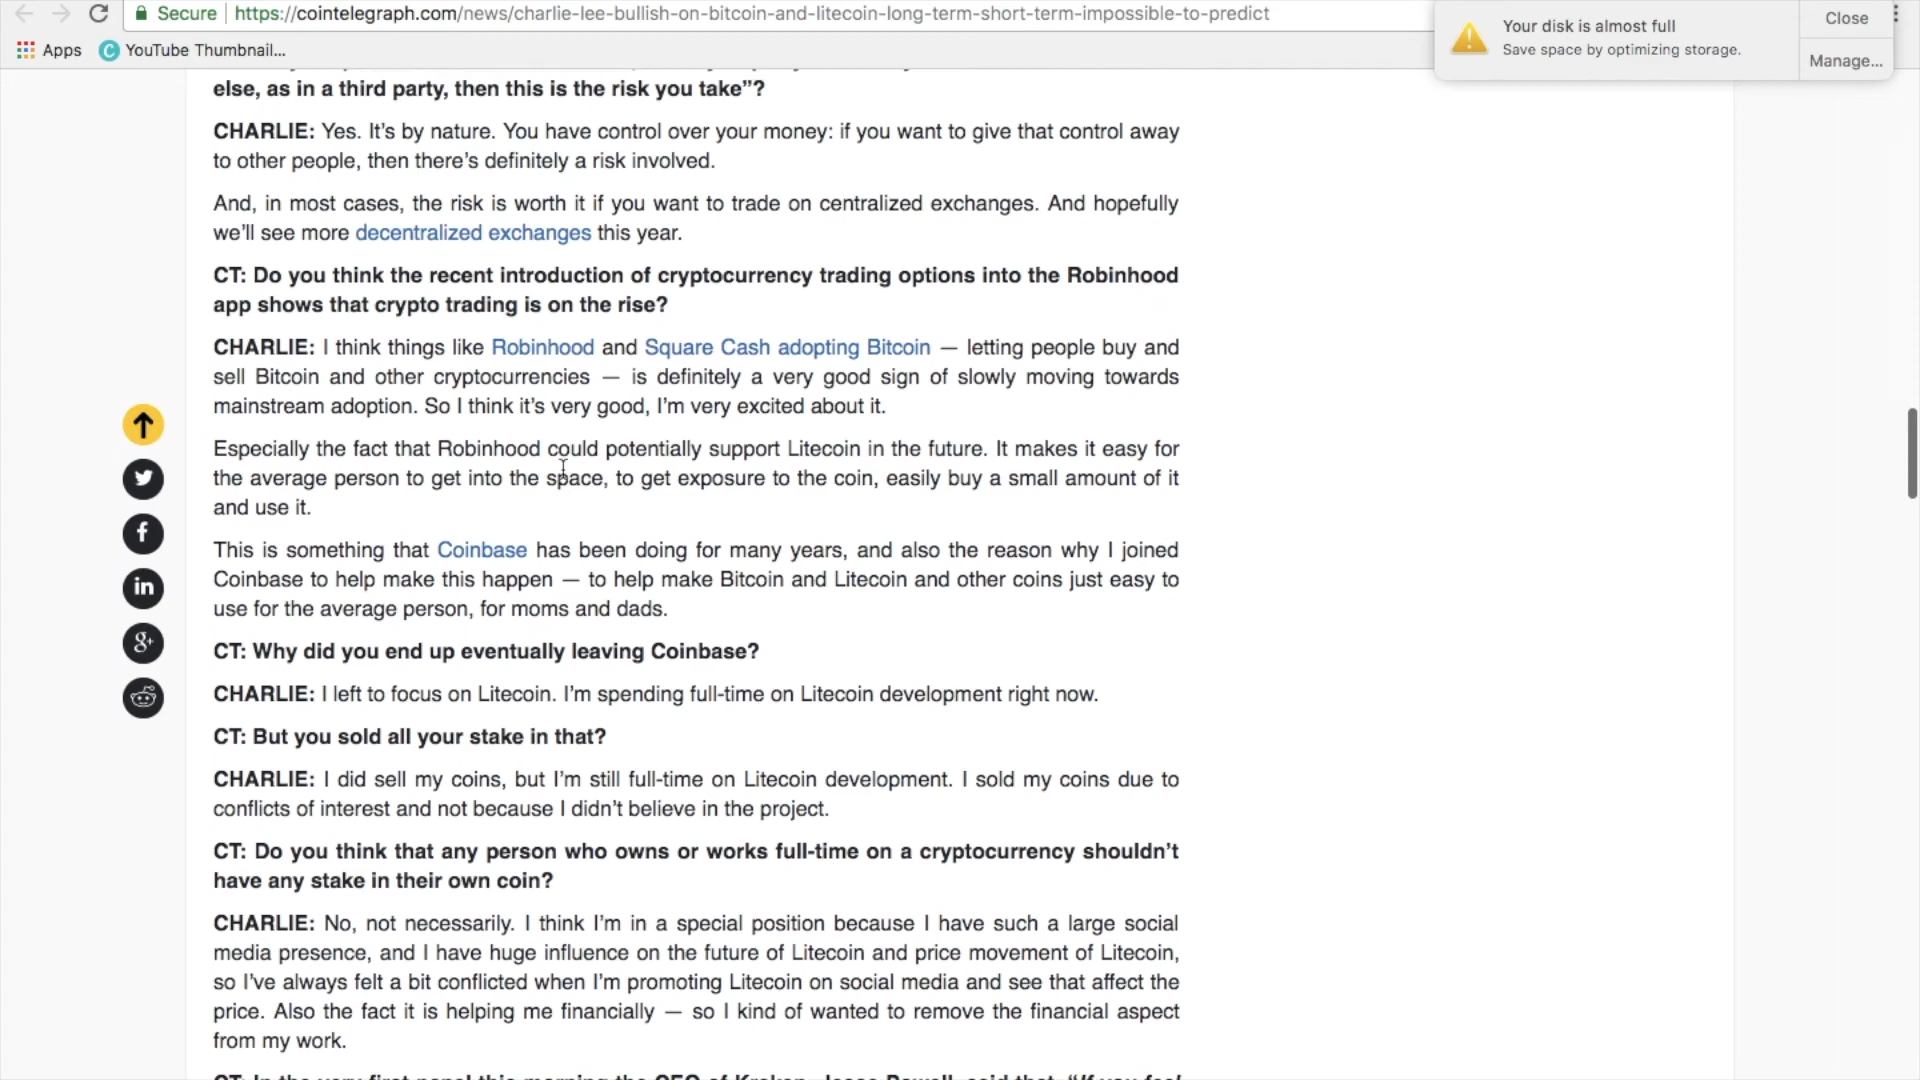 Secure https://cointelegraph.com/news/charlie-lee-bullish-on-bitcoin-and-litecoin-long-term-short-term-impossible-to-predict
Your disk is almost full
Save space by optimizing storage.
Close
Manage...
Apps YouTube Thumbnail...
else, as in a third party, then this is the risk you take”?
CHARLIE: Yes. It’s by nature. You have control over your money: if you want to give that control away
to other people, then there’s definitely a risk involved.
And, in most cases, the risk is worth it if you want to trade on centralized exchanges. And hopefully
we’ll see more decentralized exchanges this year.
CT: Do you think the recent introduction of cryptocurrency trading options into the Robinhood
app shows that crypto trading is on the rise?
CHARLIE: I think things like Robinhood and Square Cash adopting Bitcoin — letting people buy and
sell Bitcoin and other cryptocurrencies — is definitely a very good sign of slowly moving towards
mainstream adoption. So I think it’s very good, I’m very excited about it.
Especially the fact that Robinhood could potentially support Litecoin in the future. It makes it easy for
the average person to get into the space, to get exposure to the coin, easily buy a small amount of it
and use it.
This is something that Coinbase has been doing for many years, and also the reason why I joined
Coinbase to help make this happen — to help make Bitcoin and Litecoin and other coins just easy to
use for the average person, for moms and dads.
CT: Why did you end up eventually leaving Coinbase?
CHARLIE: I left to focus on Litecoin. I’m spending full-time on Litecoin development right now.
CT: But you sold all your stake in that?
CHARLIE: I did sell my coins, but I’m still full-time on Litecoin development. I sold my coins due to
conflicts of interest and not because I didn’t believe in the project.
CT: Do you think that any person who owns or works full-time on a cryptocurrency shouldn’t
have any stake in their own coin?
CHARLIE: No, not necessarily. I think I’m in a special position because I have such a large social
media presence, and I have huge influence on the future of Litecoin and price movement of Litecoin,
so I’ve always felt a bit conflicted when I’m promoting Litecoin on social media and see that affect the
price. Also the fact it is helping me financially — so I kind of wanted to remove the financial aspect
from my work.
CT: In the very first panel this morning the CEO of Kraken, Jesse Powell, said that, “If you feel